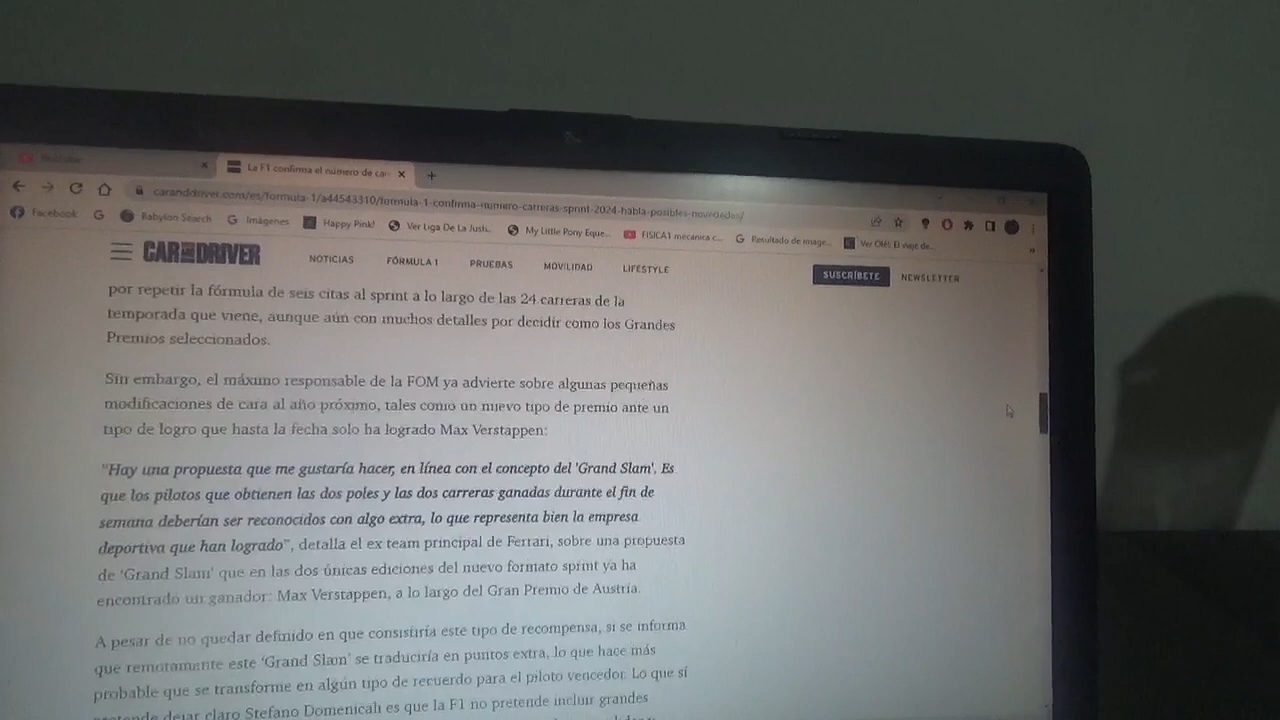 YouTube
La F1 confirma el número de car
caranddriver.com/es/formula-1/a44543310/formula-1-confirma-numero-carreras-sprint-2024-habla-posibles-novedades/
Facebook
Babylon Search
Imágenes
Happy Pink!
Ver Liga De La Justi...
My Little Pony Eque...
FISICA1 mecanica c...
Resultado de image...
Ver OMI: El viaje de...
CAR AND DRIVER
NOTICIAS
FÓRMULA 1
PRUEBAS
MOVILIDAD
LIFESTYLE
SUSCRÍBETE
NEWSLETTER
por repetir la fórmula de seis citas al sprint a lo largo de las 24 carreras de la
temporada que viene, aunque aún con muchos detalles por decidir como los Grandes
Premios seleccionados.
Sin embargo, el máximo responsable de la FOM ya advierte sobre algunas pequeñas
modificaciones de cara al año próximo, tales como un nuevo tipo de premio ante un
tipo de logro que hasta la fecha solo ha logrado Max Verstappen:
"Hay una propuesta que me gustaría hacer, en línea con el concepto del 'Grand Slam'. Es
que los pilotos que obtienen las dos poles y las dos carreras ganadas durante el fin de
semana deberían ser reconocidos con algo extra, lo que representa bien la empresa
deportiva que han logrado", detalla el ex team principal de Ferrari, sobre una propuesta
de 'Grand Slam' que en las dos únicas ediciones del nuevo formato sprint ya ha
encontrado un ganador: Max Verstappen, a lo largo del Gran Premio de Austria.
A pesar de no quedar definido en que consistiría este tipo de recompensa, si se informa
que remotamente este 'Grand Slam' se traduciría en puntos extra, lo que hace más
probable que se transforme en algún tipo de recuerdo para el piloto vencedor. Lo que sí
pretende dejar claro Stefano Domenicali es que la F1 no pretende incluir grandes